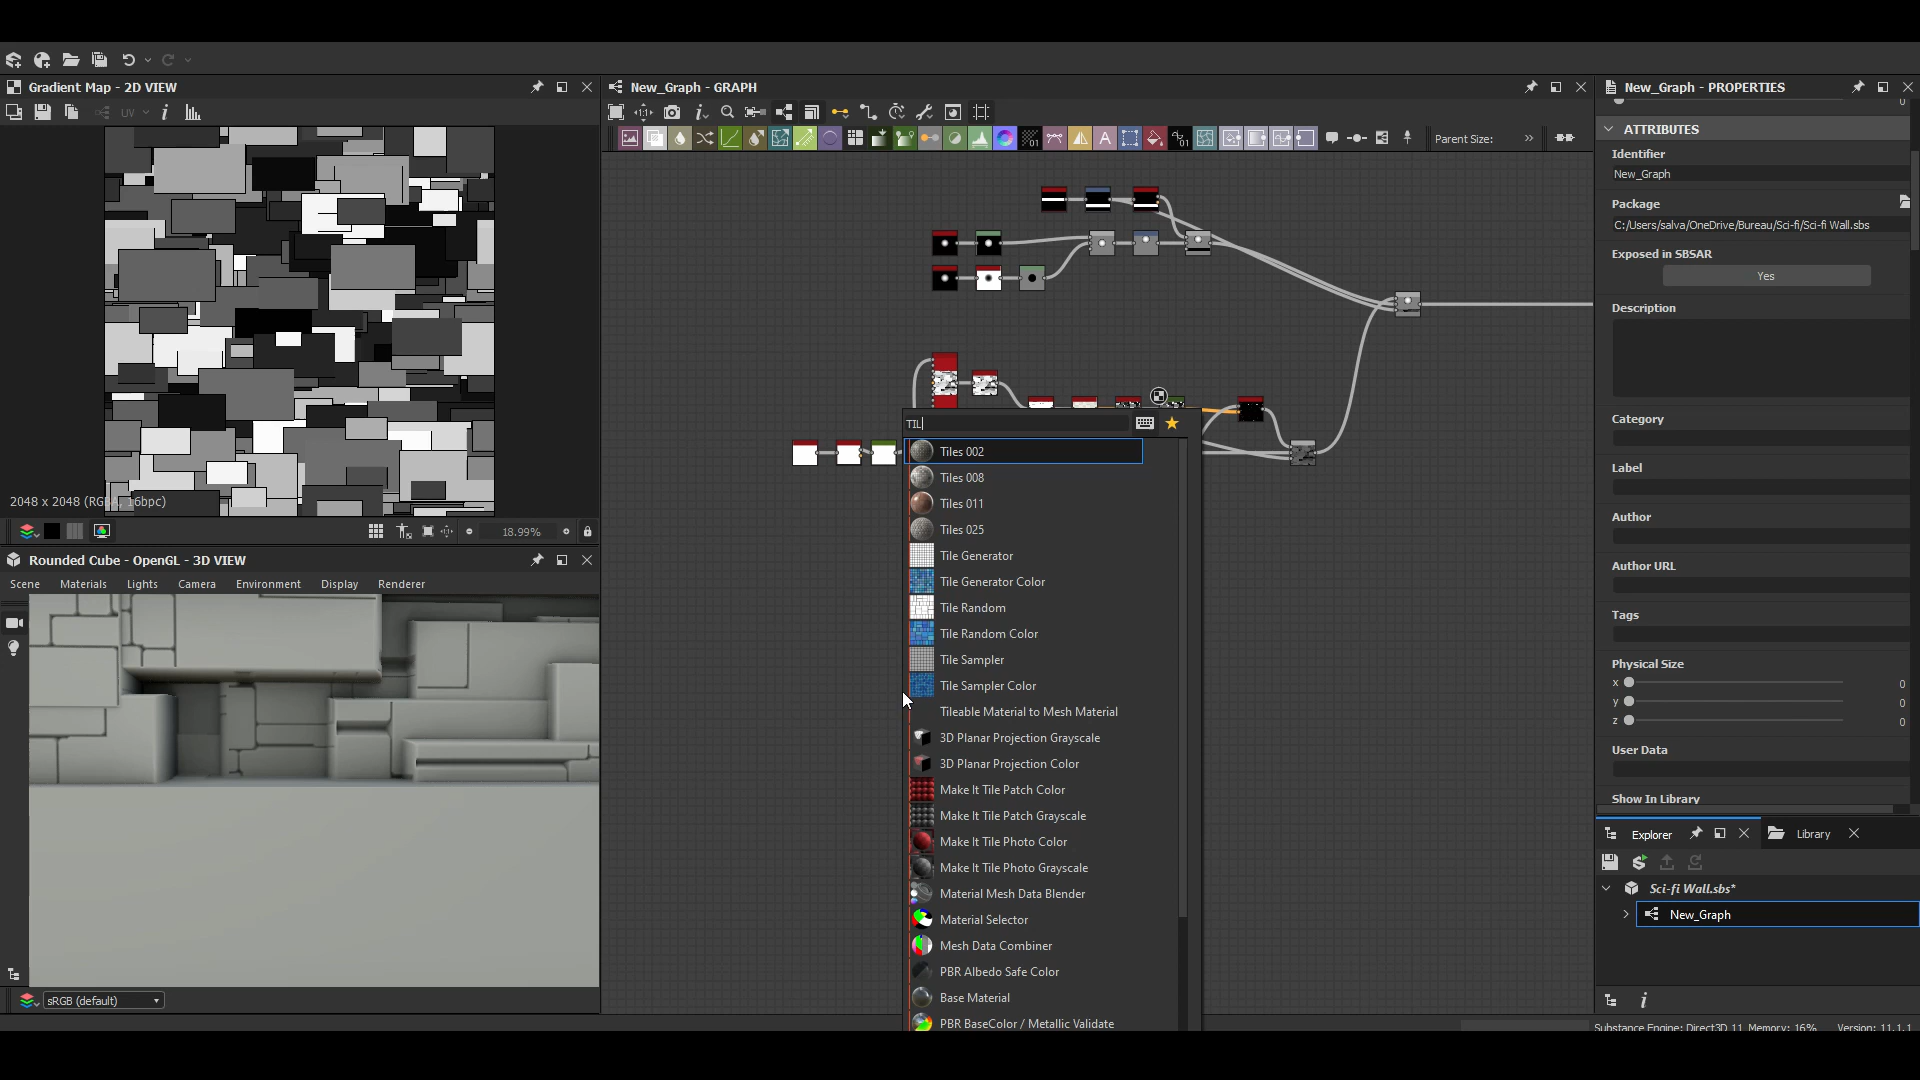 Gradient Map - 2D VIEW
New_Graph - GRAPH
New_Graph - PROPERTIES
UV
Parent Size:
2048 x 2048 (RGBA, 16bpc)
18.99%
Rounded Cube - OpenGL - 3D VIEW
Scene Materials Lights Camera Environment Display Renderer
sRGB (default)
TIL
Tiles 002
Tiles 008
Tiles 011
Tiles 025
Tile Generator
Tile Generator Color
Tile Random
Tile Random Color
Tile Sampler
Tile Sampler Color
Tileable Material to Mesh Material
3D Planar Projection Grayscale
3D Planar Projection Color
Make It Tile Patch Color
Make It Tile Patch Grayscale
Make It Tile Photo Color
Make It Tile Photo Grayscale
Material Mesh Data Blender
Material Selector
Mesh Data Combiner
PBR Albedo Safe Color
Base Material
PBR BaseColor / Metallic Validate
0
ATTRIBUTES
Identifier
New_Graph
Package
C:/Users/salva/OneDrive/Bureau/Sci-fi/Sci-fi Wall.sbs
Exposed in SBSAR
Yes
Description
Category
Label
Author
Author URL
Tags
Physical Size
x 0
y 0
z 0
User Data
Show In Library
Explorer
Library
Sci-fi Wall.sbs*
New_Graph
Substance Engine: Direct3D 11 Memory: 16% Version: 11.1.1